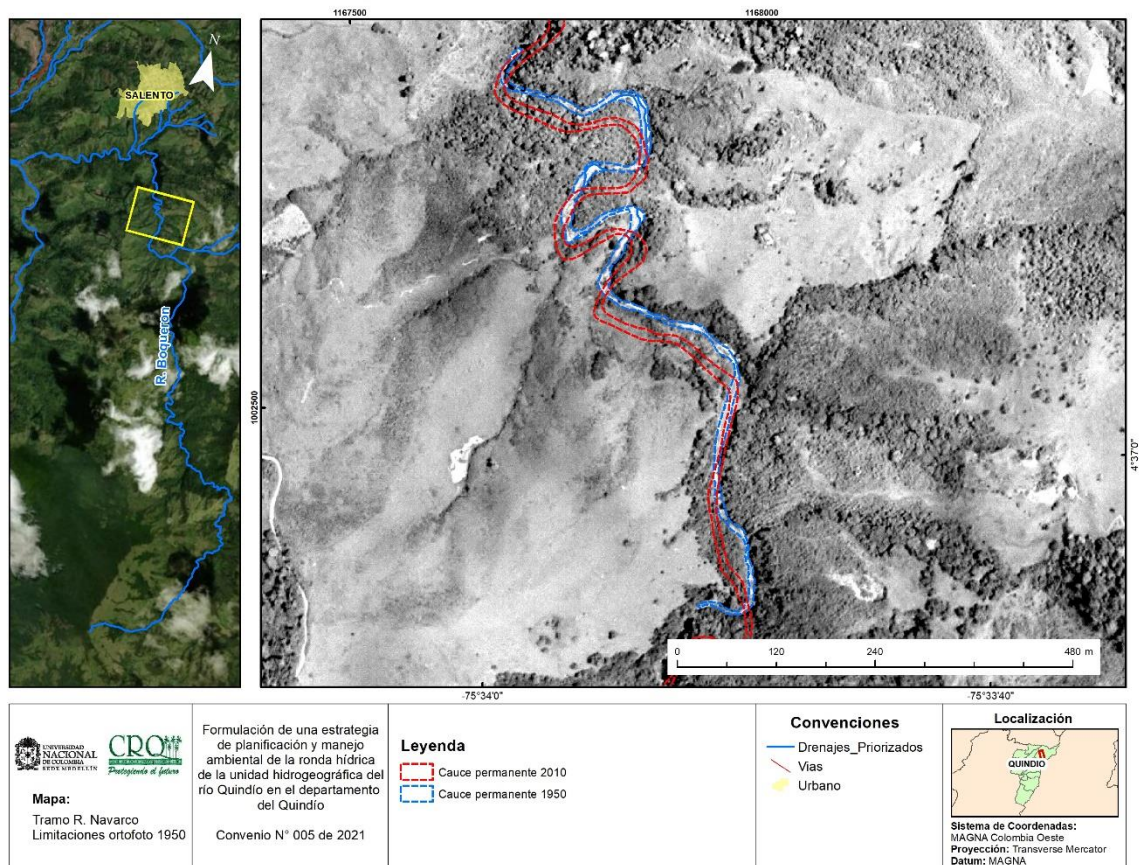 N
SALENTO
R. Boquerón
1167500
1168000
1002500
4°37'0"
0 120 240 480 m
-75°34'0"
-75°33'40"
UNIVERSIDAD
NACIONAL
DE COLOMBIA
SEDE MEDELLÍN
CRQ
Protegiendo el futuro
Mapa:
Tramo R. Navarco
Limitaciones ortofoto 1950
Formulación de una estrategia
de planificación y manejo
ambiental de la ronda hídrica
de la unidad hidrogeográfica del
río Quindío en el departamento
del Quindío
Convenio N° 005 de 2021
Leyenda
Cauce permanente 2010
Cauce permanente 1950
Convenciones
Drenajes_Priorizados
Vias
Urbano
Localización
QUINDIO
Sistema de Coordenadas:
MAGNA Colombia Oeste
Proyección: Transverse Mercator
Datum: MAGNA